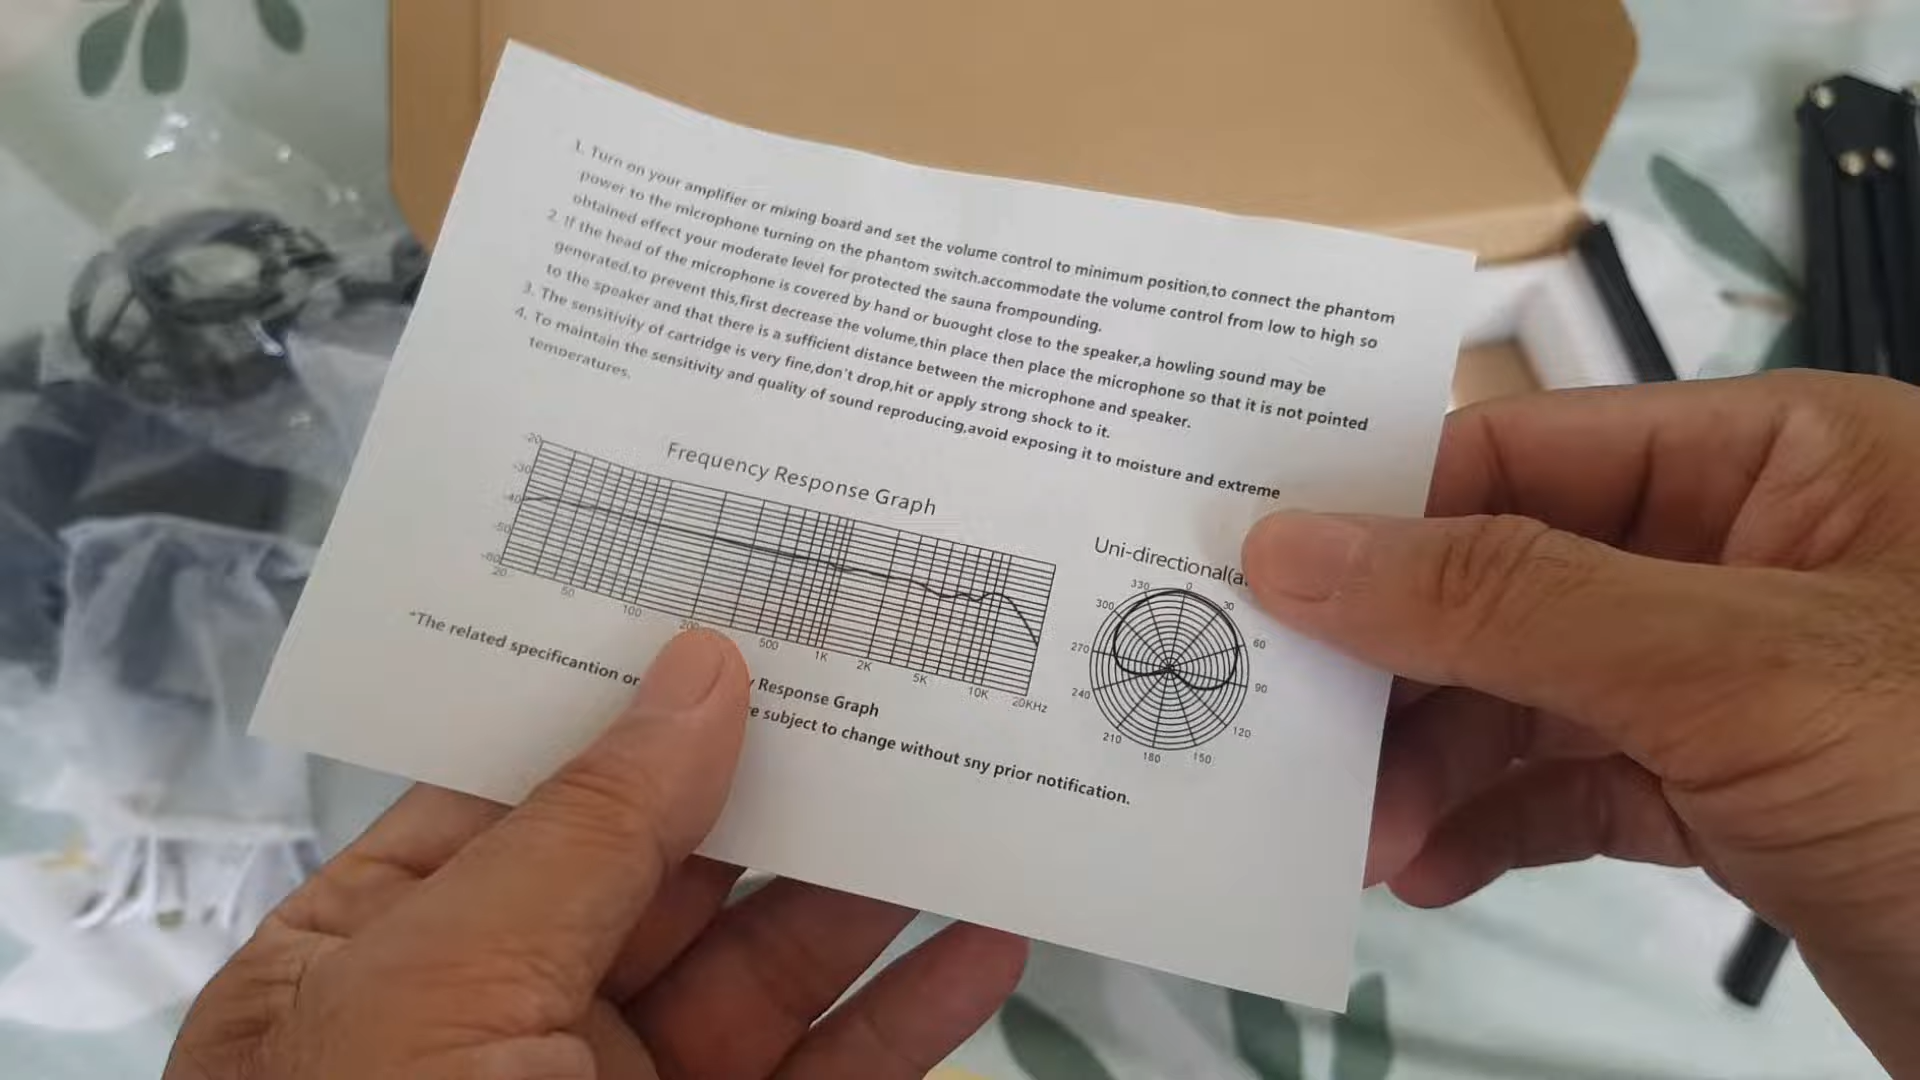 1. Turn on your amplifier or mixing board and set the volume control to minimum position,to connect the phantom
power to the microphone turning on the phantom switch.accommodate the volume control from low to high so
obtained effect your moderate level for protected the sauna frompounding.
2. If the head of the microphone is covered by hand or buought close to the speaker,a howling sound may be
generated.to prevent this,first decrease the volume,thin place then place the microphone so that it is not pointed
to the speaker and that there is a sufficient distance between the microphone and speaker.
3. The sensitivity of cartridge is very fine,don't drop,hit or apply strong shock to it.
4. To maintain the sensitivity and quality of sound reproducing,avoid exposing it to moisture and extreme
temperatures.
Frequency Response Graph
-20
-30
-40
-50
-60
20 50 100 200 500 1K 2K 5K 10K 20KHz
Uni-directional(a
0
330 30
300 60
270 90
240 120
210 150
180
*The related specificantion or Response Graph
subject to change without sny prior notification.